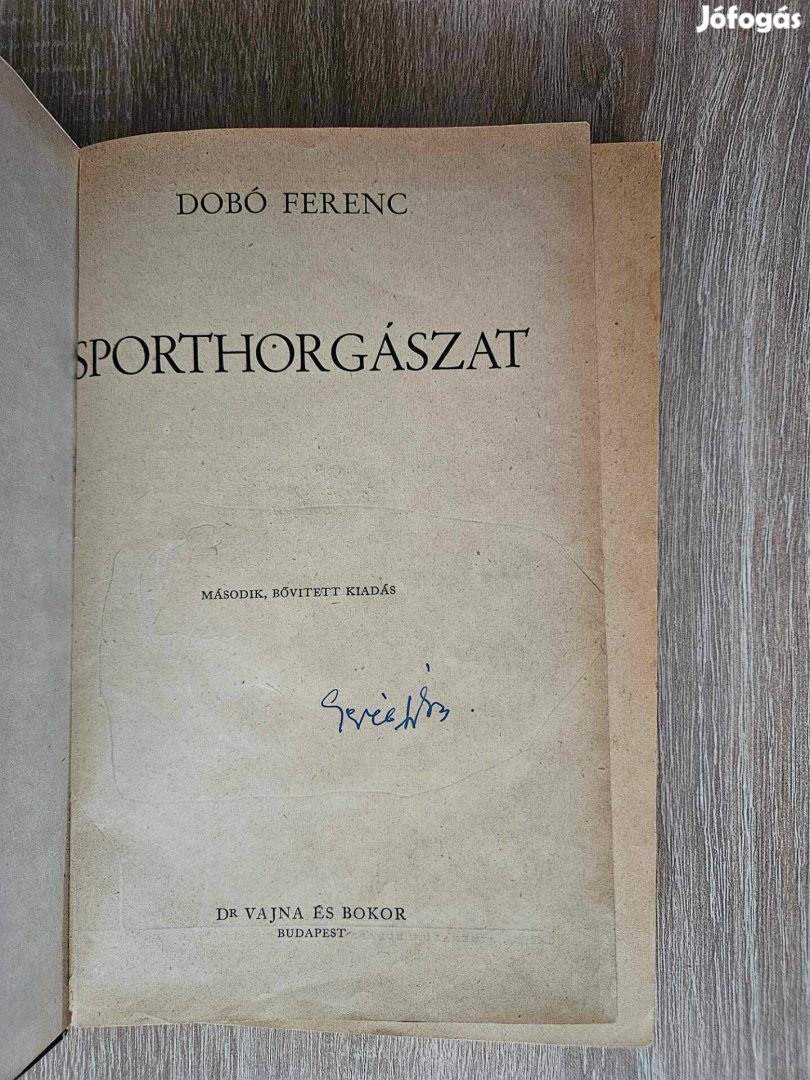 Jófogás
DOBÓ FERENC
SPORTHORGÁSZAT
MÁSODIK, BŐVITETT KIADÁS
DR VAJNA ÉS BOKOR
BUDAPEST